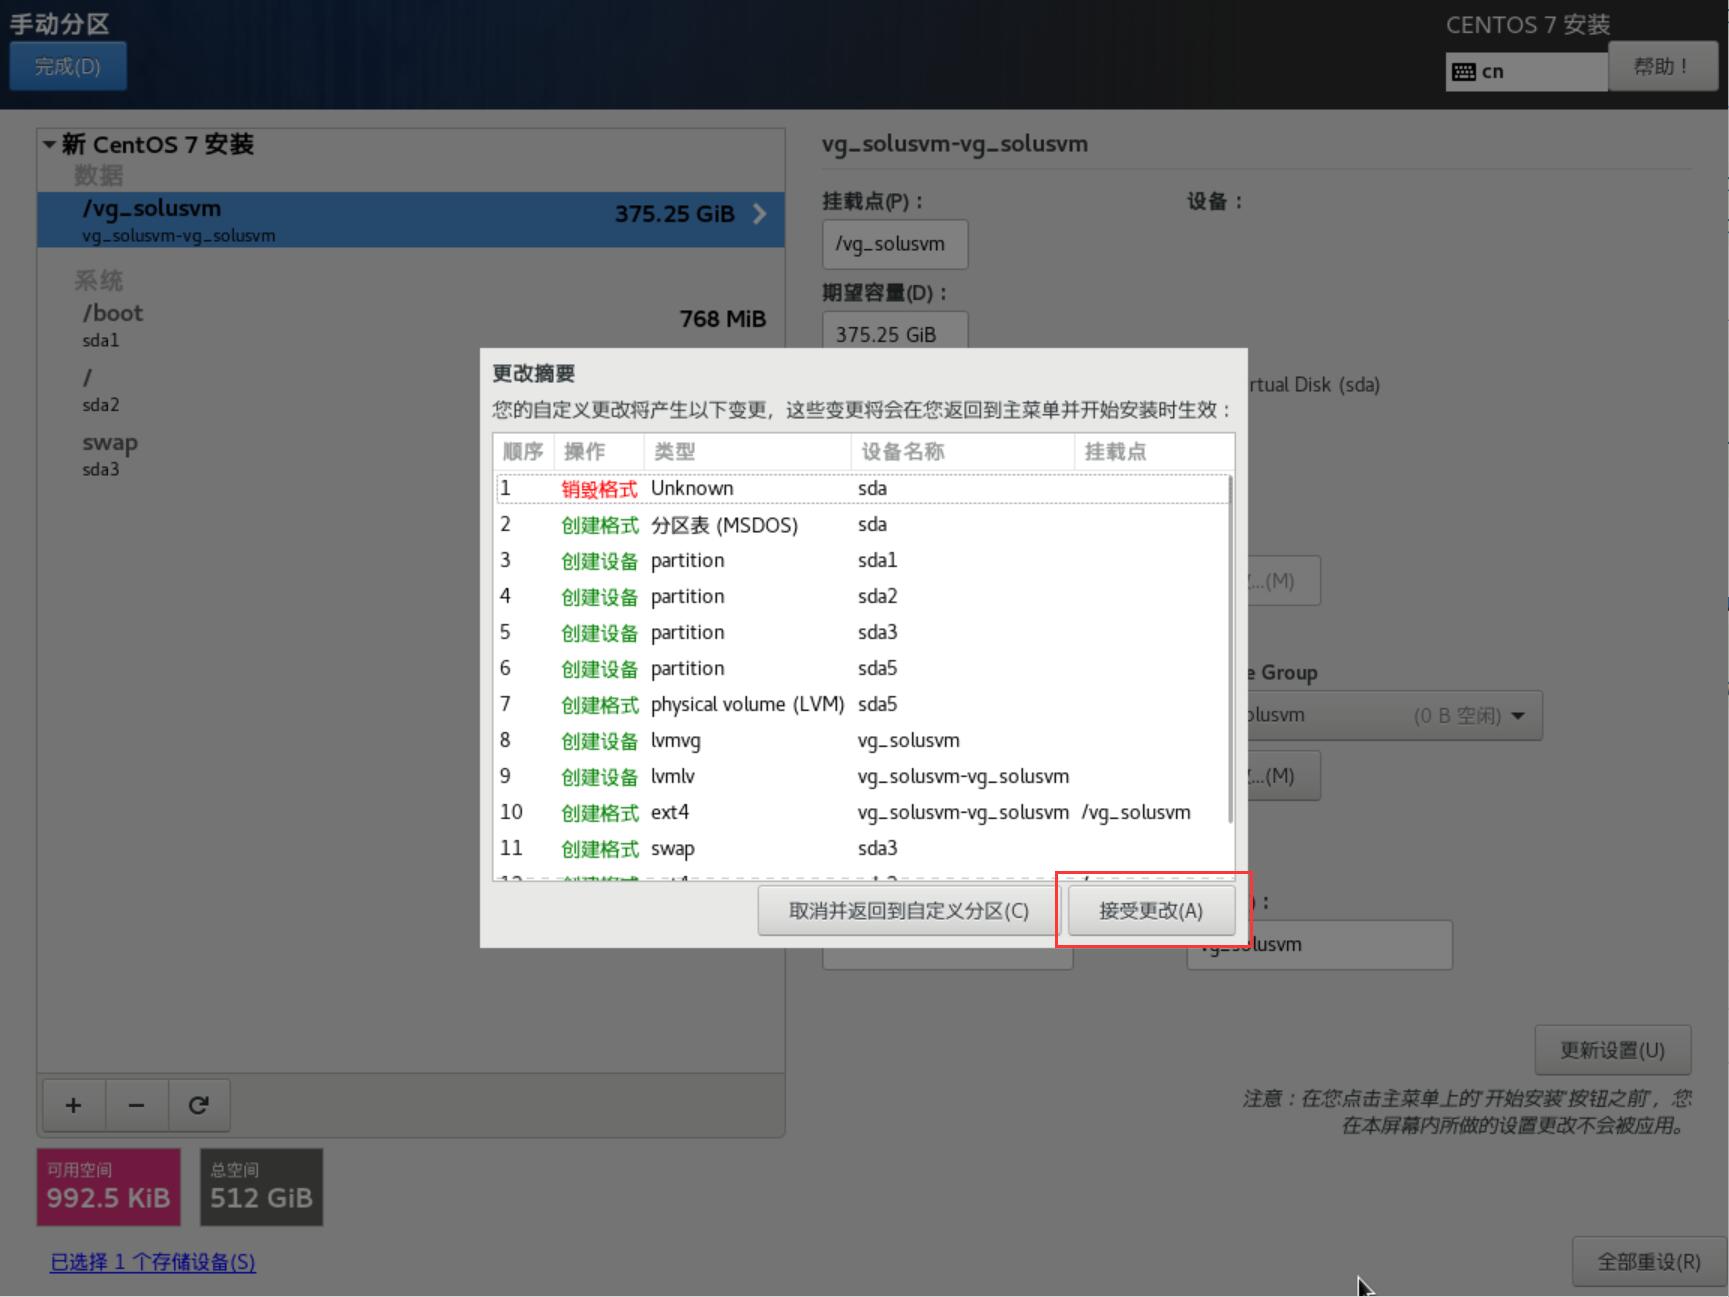 手动分区
完成(D)
CENTOS 7 安装
cn
帮助！
新 CentOS 7 安装
数据
/vg_solusvm
375.25 GiB
vg_solusvm-vg_solusvm
系统
/boot
768 MiB
sda1
/
sda2
swap
sda3
vg_solusvm-vg_solusvm
挂载点(P)：
设备：
/vg_solusvm
期望容量(D)：
375.25 GiB
rtual Disk (sda)
...(M)
e Group
olusvm (0 B 空闲)
...(M)
)：
vg_solusvm
更改摘要
您的自定义更改将产生以下变更，这些变更将会在您返回到主菜单并开始安装时生效：
顺序 操作 类型 设备名称 挂载点
1 销毁格式 Unknown sda
2 创建格式 分区表 (MSDOS) sda
3 创建设备 partition sda1
4 创建设备 partition sda2
5 创建设备 partition sda3
6 创建设备 partition sda5
7 创建格式 physical volume (LVM) sda5
8 创建设备 lvmvg vg_solusvm
9 创建设备 lvmlv vg_solusvm-vg_solusvm
10 创建格式 ext4 vg_solusvm-vg_solusvm /vg_solusvm
11 创建格式 swap sda3
取消并返回到自定义分区(C)
接受更改(A)
更新设置(U)
注意：在您点击主菜单上的'开始安装'按钮之前'，您
在本屏幕内所做的设置更改不会被应用。
+ −
可用空间
992.5 KiB
总空间
512 GiB
已选择 1 个存储设备(S)
全部重设(R)